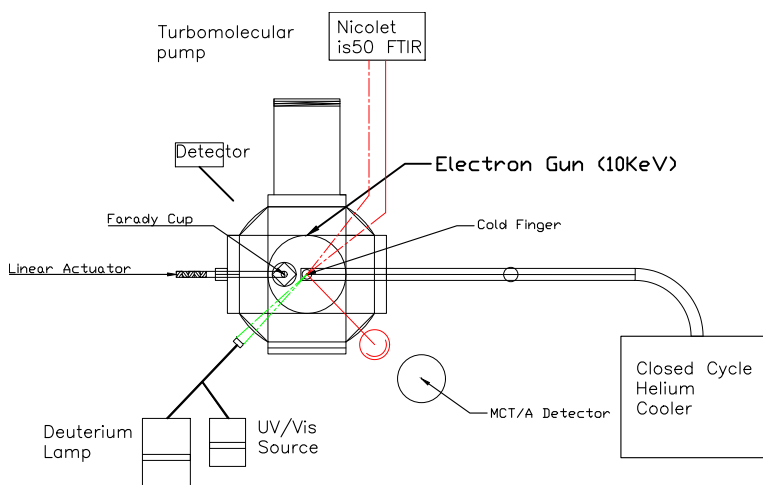 Turbomolecular
pump
Nicolet
is50 FTIR
Detector
Electron Gun (10KeV)
Farady Cup
Cold Finger
Linear Actuator
Closed Cycle
Helium
Cooler
MCT/A Detector
Deuterium
Lamp
UV/Vis
Source